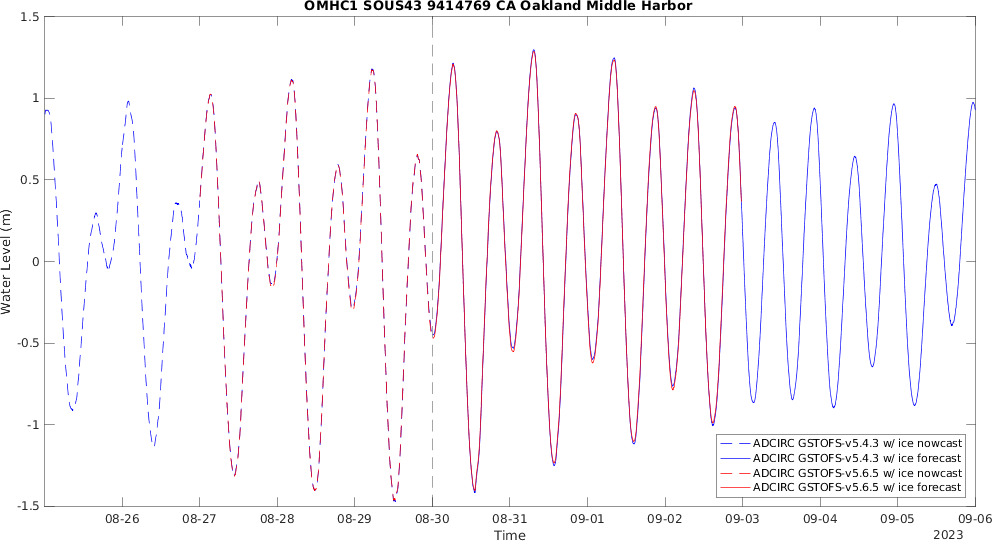 OMHC1 SOUS43 9414769 CA Oakland Middle Harbor
1.5
1
0.5
0
-0.5
-1
-1.5
Water Level (m)
ADCIRC GSTOFS-v5.4.3 w/ ice nowcast
ADCIRC GSTOFS-v5.4.3 w/ ice forecast
ADCIRC GSTOFS-v5.6.5 w/ ice nowcast
ADCIRC GSTOFS-v5.6.5 w/ ice forecast
08-26 08-27 08-28 08-29 08-30 08-31 09-01 09-02 09-03 09-04 09-05 09-06
Time
2023